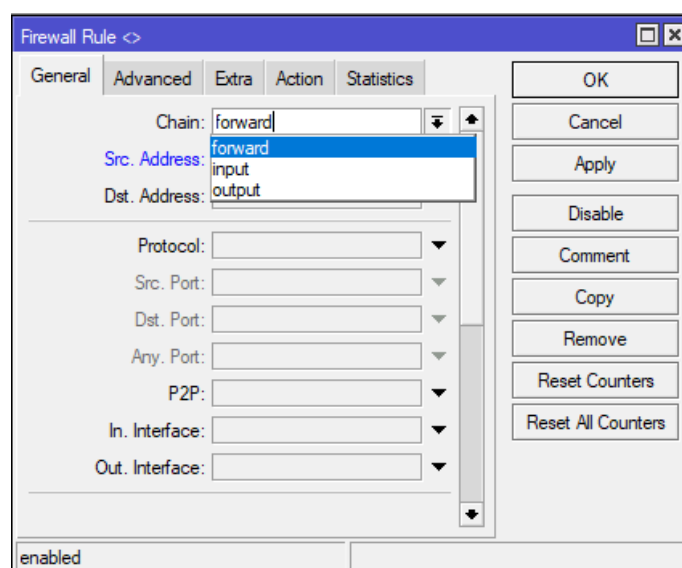 Firewall Rule <>
General Advanced Extra Action Statistics
Chain: forward
forward
input
output
Src. Address:
Dst. Address:
Protocol:
Src. Port:
Dst. Port:
Any. Port:
P2P:
In. Interface:
Out. Interface:
OK
Cancel
Apply
Disable
Comment
Copy
Remove
Reset Counters
Reset All Counters
enabled